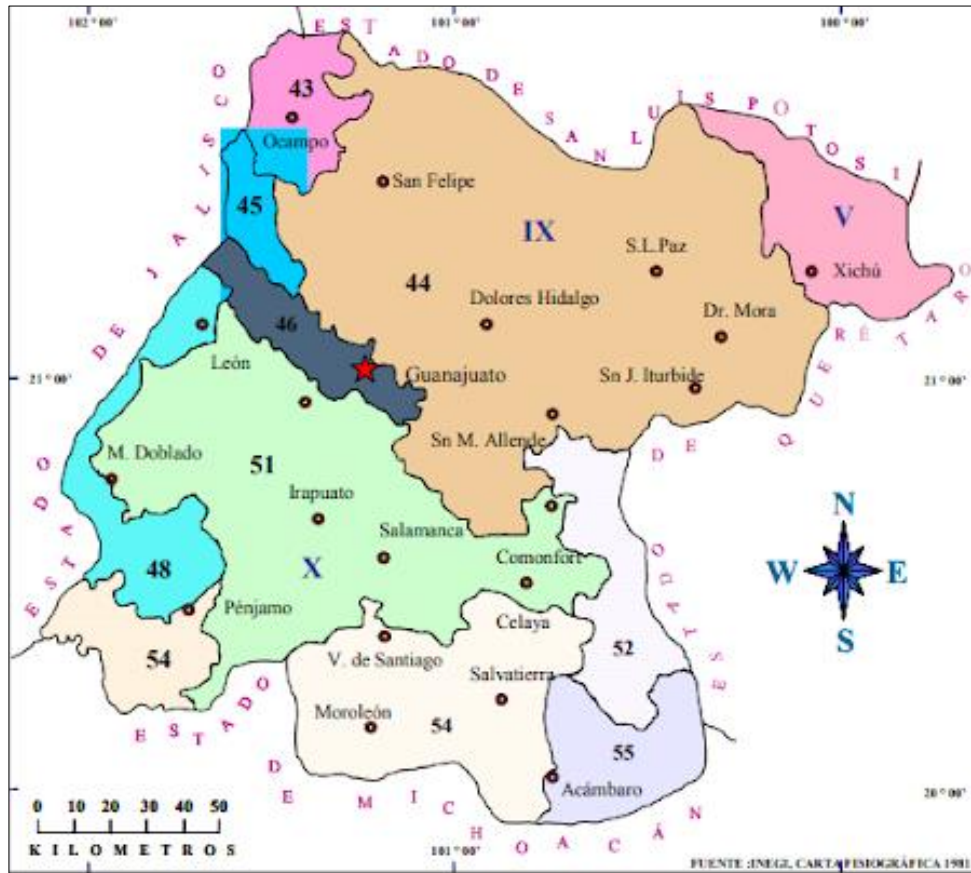 102 ° 00'
101 ° 00'
100 ° 00'
ESTADO DE SAN LUIS POTOSI
ESTADO DE JALISCO
43
Ocampo
San Felipe
45
IX
V
S.L.Paz
Xichú
44
Dolores Hidalgo
Dr. Mora
46
León
Guanajuato
Sn J. Iturbide
21 ° 00'
21 ° 00'
Sn M. Allende
ESTADO DE QUERÉTARO
M. Doblado
51
Irapuato
Salamanca
N
48
X
Comonfort
W
E
Pénjamo
S
Celaya
54
V. de Santiago
52
Salvatierra
Moroleón
54
55
Acámbaro
ESTADO DE MICHOACÁN
20 ° 00'
0 10 20 30 40 50
KILOMETROS
101 ° 00'
FUENTE :INEGI, CARTA FISIOGRÁFICA 1981